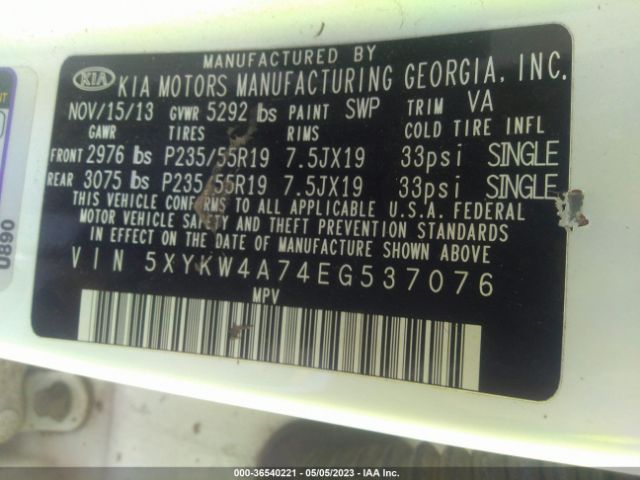 MANUFACTURED BY
KIA KIA MOTORS MANUFACTURING GEORGIA, INC.
NOV/15/13 GVWR 5292 lbs PAINT SWP TRIM VA
GAWR TIRES RIMS COLD TIRE INFL
FRONT 2976 lbs P235/55R19 7.5JX19 33psi SINGLE
REAR 3075 lbs P235/55R19 7.5JX19 33psi SINGLE
THIS VEHICLE CONFORMS TO ALL APPLICABLE U.S.A. FEDERAL
MOTOR VEHICLE SAFETY AND THEFT PREVENTION STANDARDS
IN EFFECT ON THE DATE OF MANUFACTURE SHOWN ABOVE.
VIN 5XYKW4A74EG537076
MPV
0890
000-36540221 - 05/05/2023 - IAA Inc.